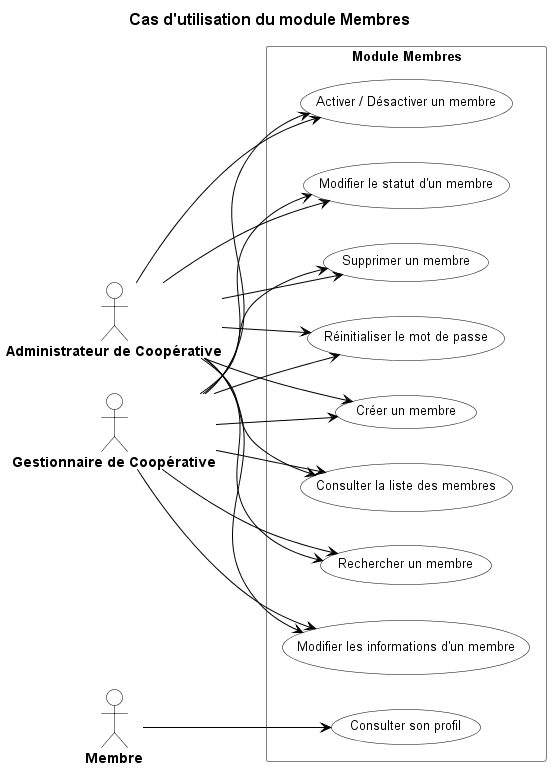 Cas d'utilisation du module Membres
Module Membres
Activer / Désactiver un membre
Modifier le statut d'un membre
Supprimer un membre
Réinitialiser le mot de passe
Administrateur de Coopérative
Créer un membre
Gestionnaire de Coopérative
Consulter la liste des membres
Rechercher un membre
Modifier les informations d'un membre
Consulter son profil
Membre